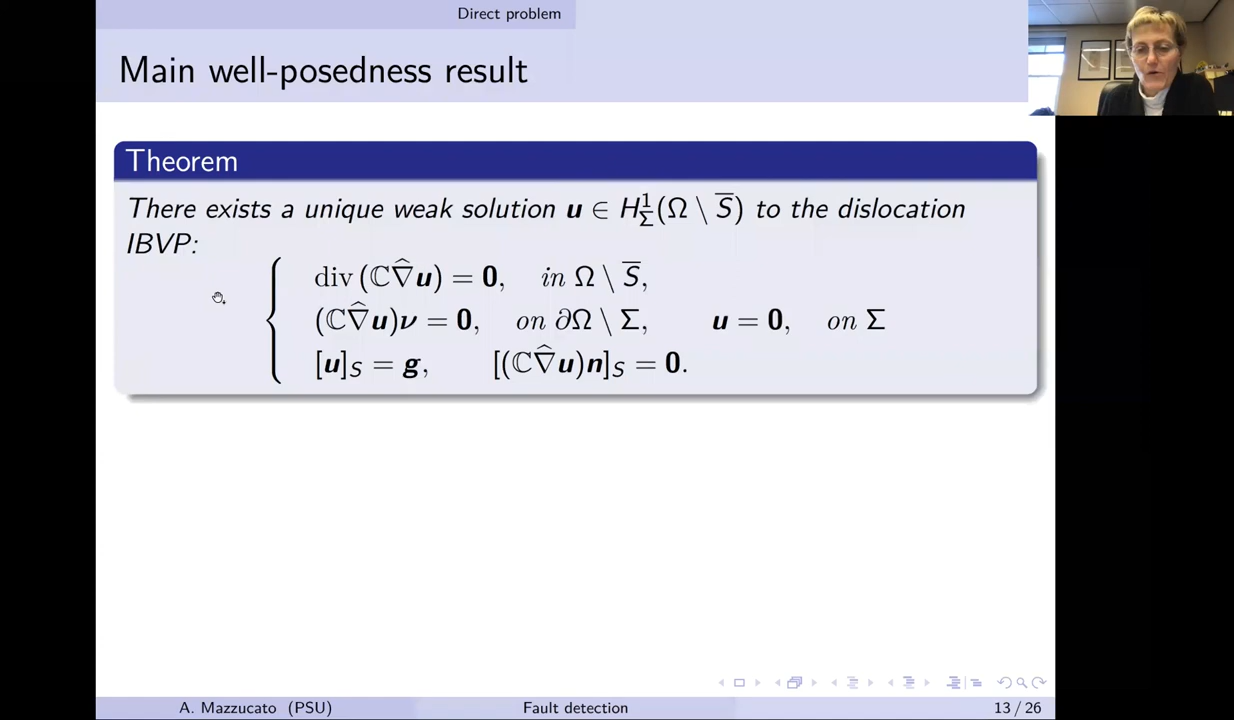 Direct problem
Main well-posedness result
Theorem
There exists a unique weak solution u ∈ H¹_Σ(Ω \ S̅) to the dislocation
IBVP:
div (ℂ∇̂u) = 0, in Ω \ S̅,
(ℂ∇̂u)ν = 0, on ∂Ω \ Σ, u = 0, on Σ
[u]_S = g, [(ℂ∇̂u)n]_S = 0.
A. Mazzucato (PSU) Fault detection 13 / 26